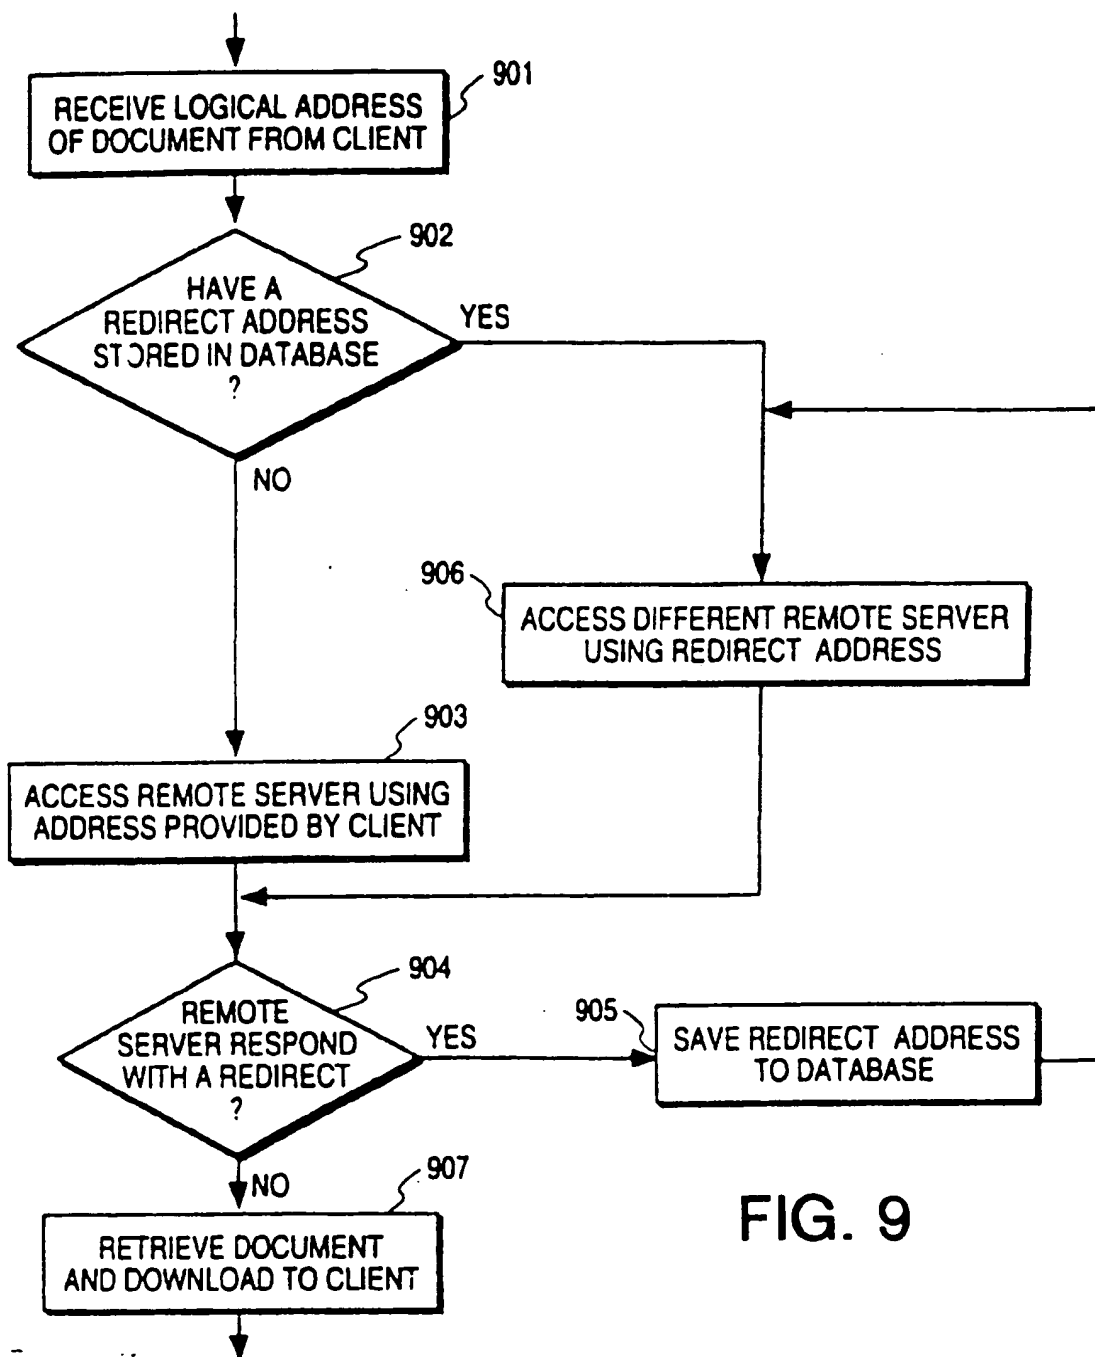 901
RECEIVE LOGICAL ADDRESS
OF DOCUMENT FROM CLIENT
902
HAVE A
REDIRECT ADDRESS
STORED IN DATABASE
?
YES
NO
906
ACCESS DIFFERENT REMOTE SERVER
USING REDIRECT ADDRESS
903
ACCESS REMOTE SERVER USING
ADDRESS PROVIDED BY CLIENT
904
REMOTE
SERVER RESPOND
WITH A REDIRECT
?
YES
905
SAVE REDIRECT ADDRESS
TO DATABASE
NO
907
RETRIEVE DOCUMENT
AND DOWNLOAD TO CLIENT
FIG. 9